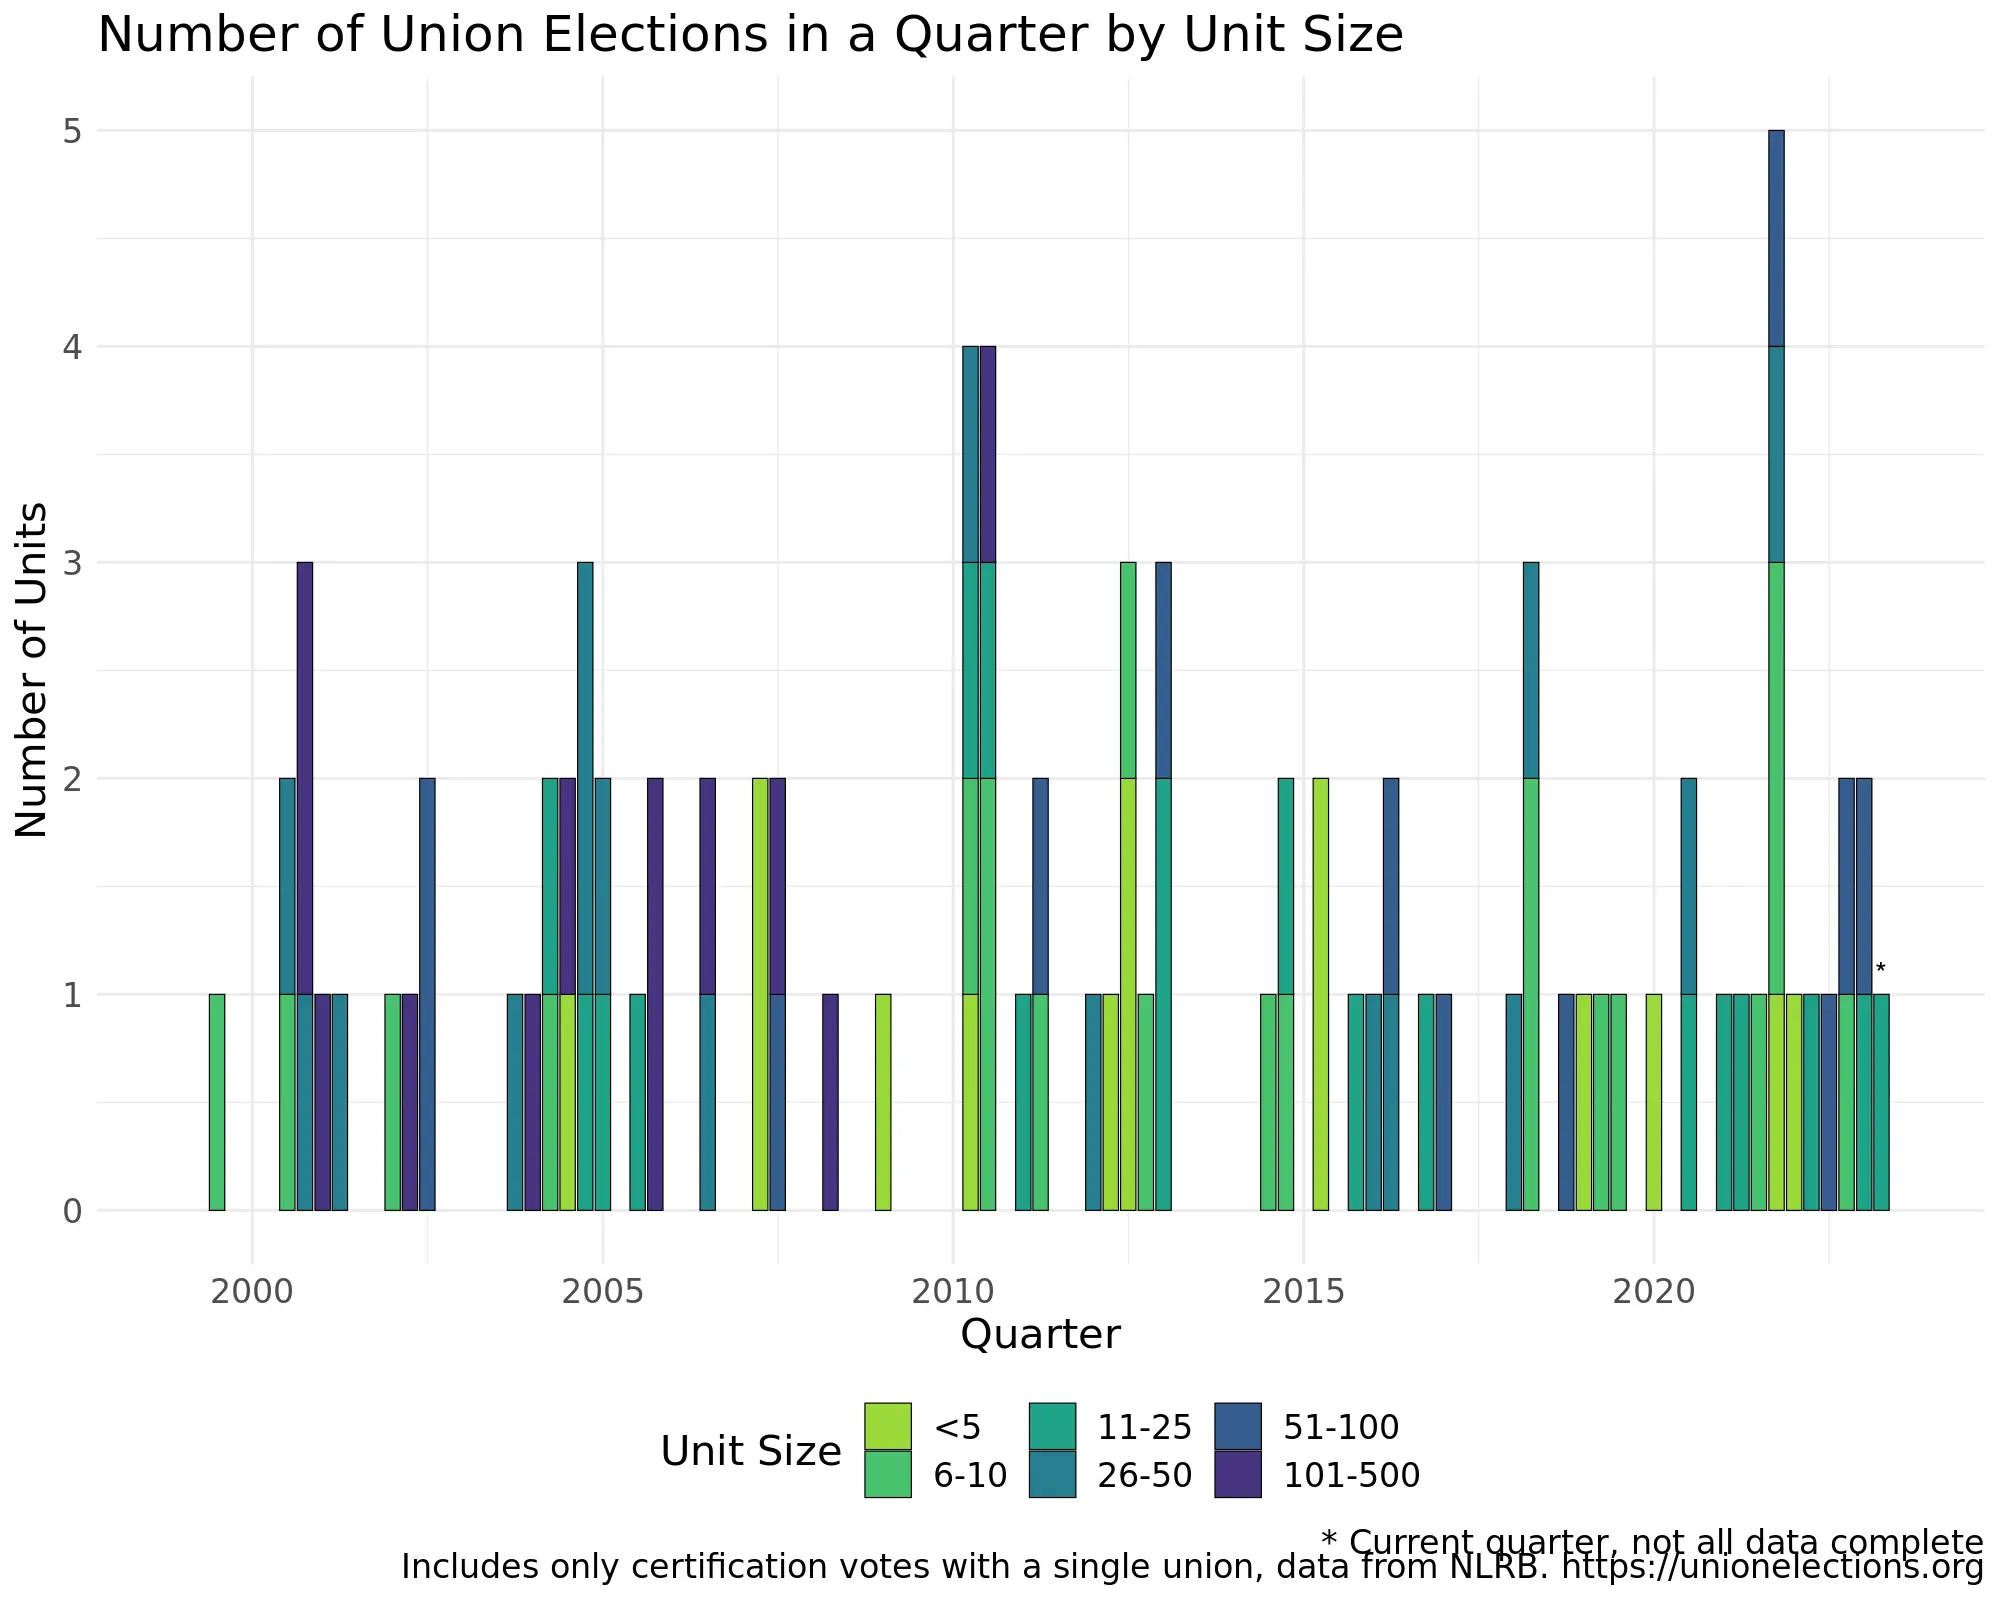 Number of Union Elections in a Quarter by Unit Size
Number of Units
5
4
3
2
1
0
*
2000 2005 2010 2015 2020
Quarter
Unit Size
<5 11-25 51-100
6-10 26-50 101-500
* Current quarter, not all data complete
Includes only certification votes with a single union, data from NLRB. https://unionelections.org